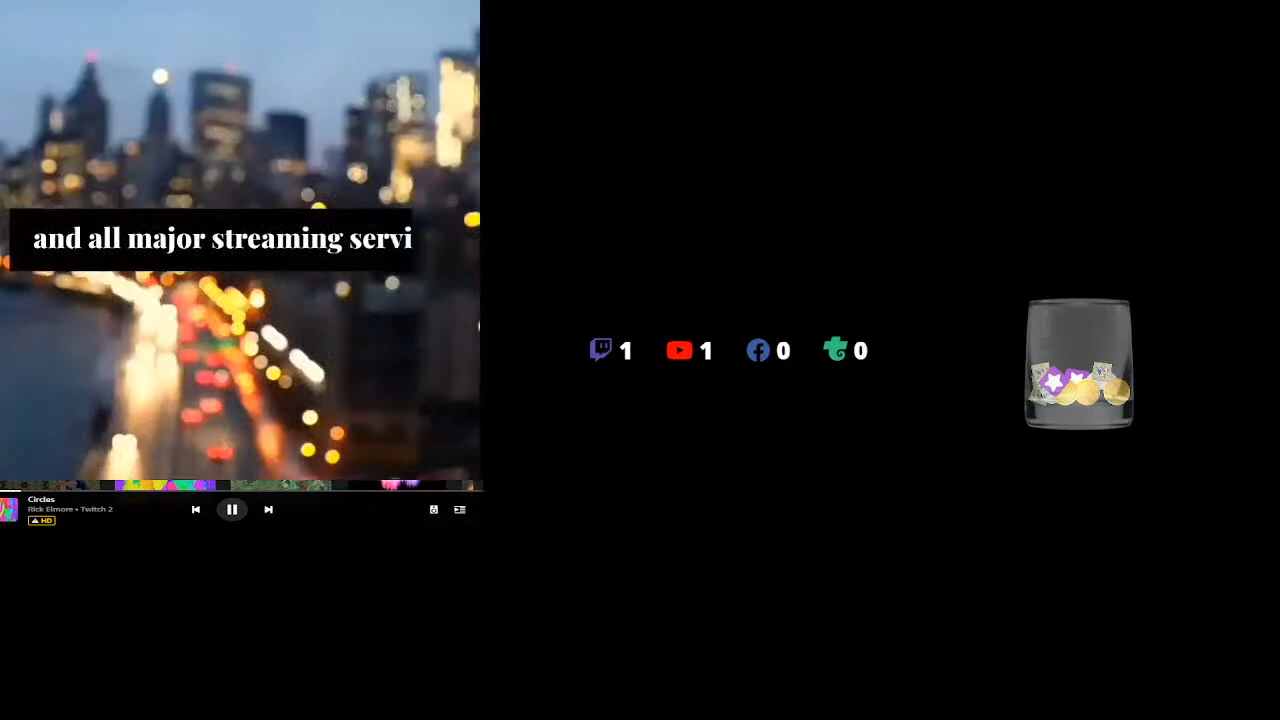 and all major streaming servi
1 1 0 0
Circles
Rick Elmore • Twitch 2
HD